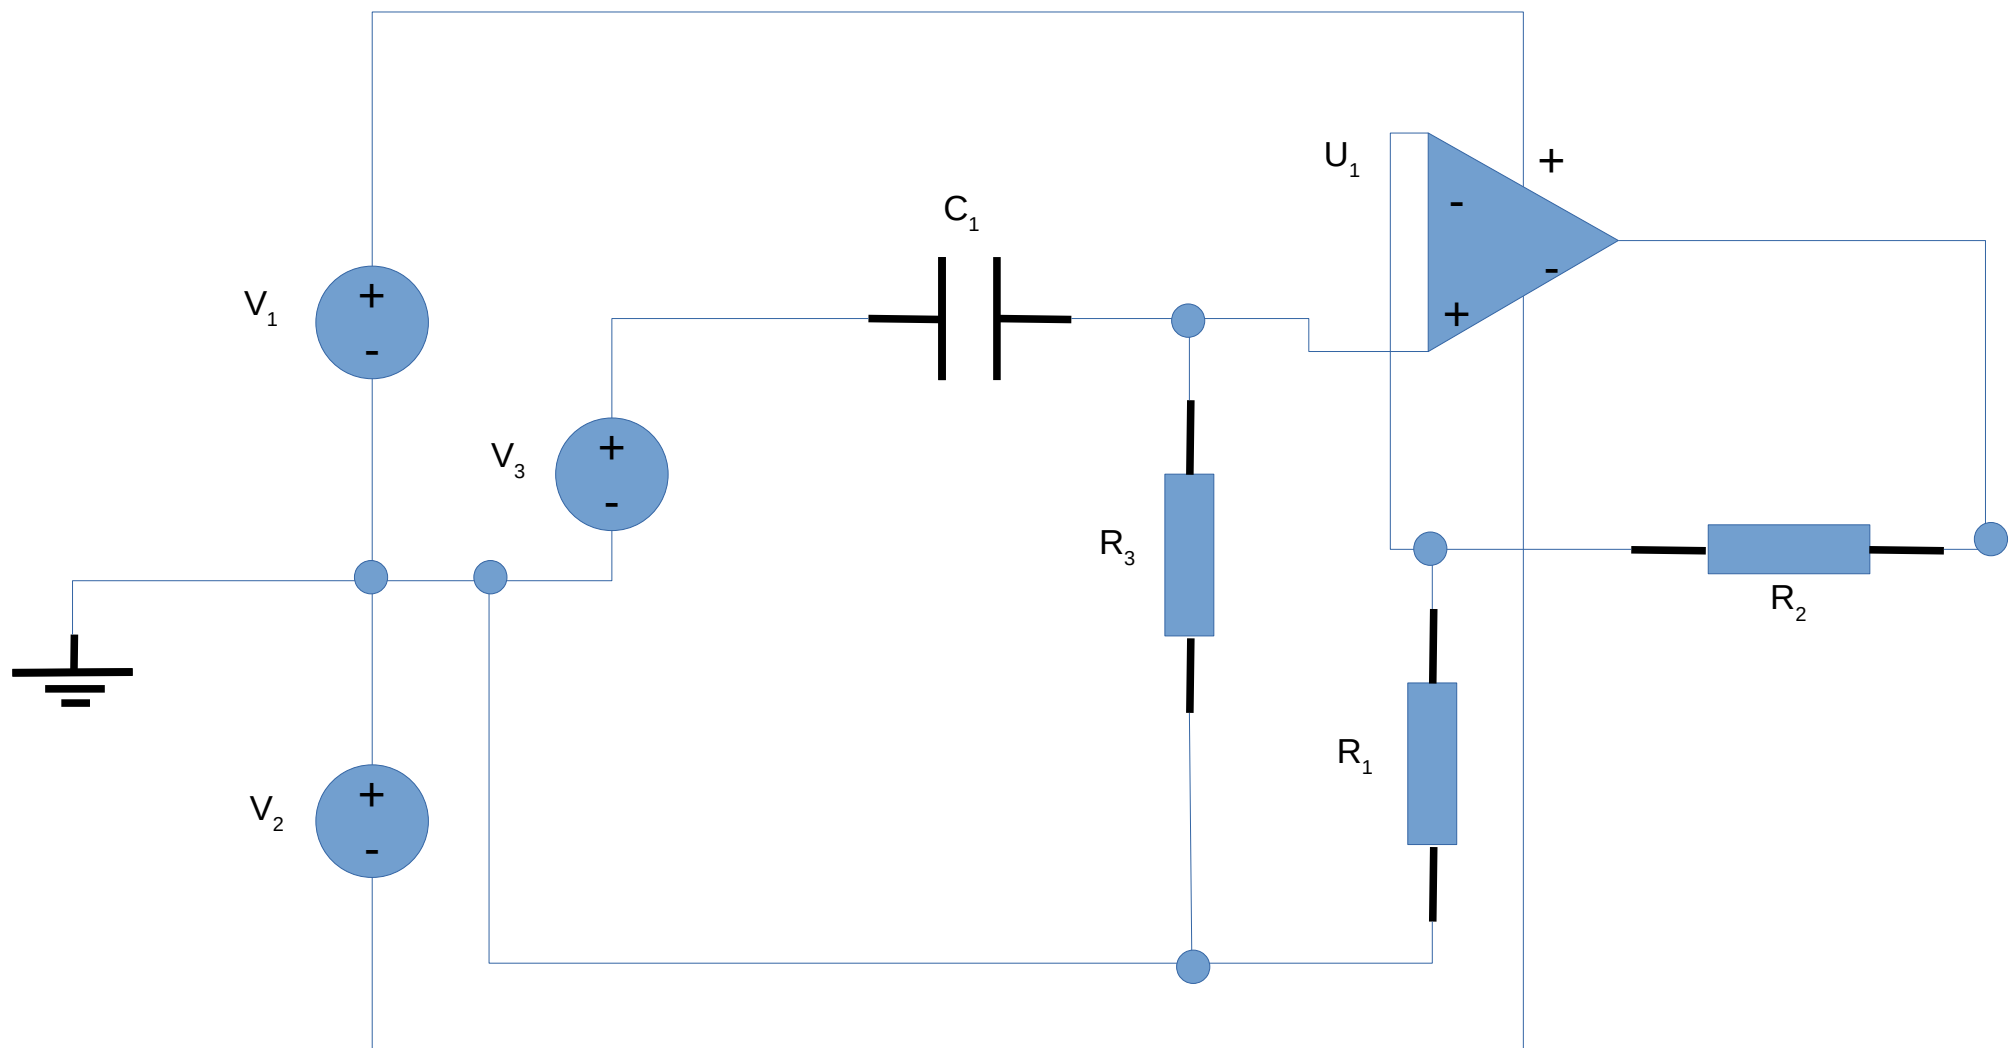 U₁
+
-
C₁
-
V₁
+
+
-
V₃
+
-
R₃
R₂
R₁
V₂
+
-